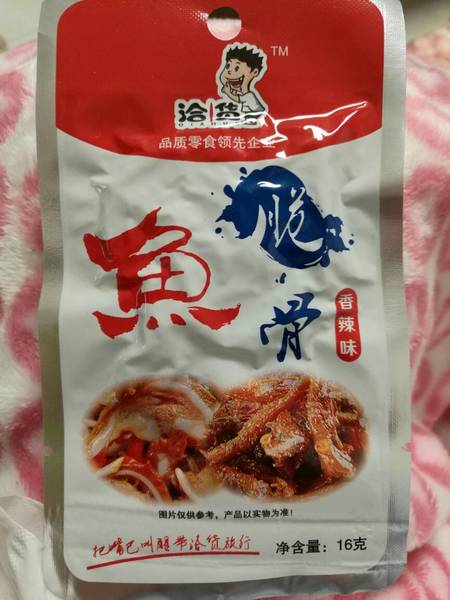 洽货
TM
品质零食领先企业
鱼
脆骨
香辣味
图片仅供参考，产品以实物为准！
把嘴巴叫醒 带洽货旅行
净含量：16克